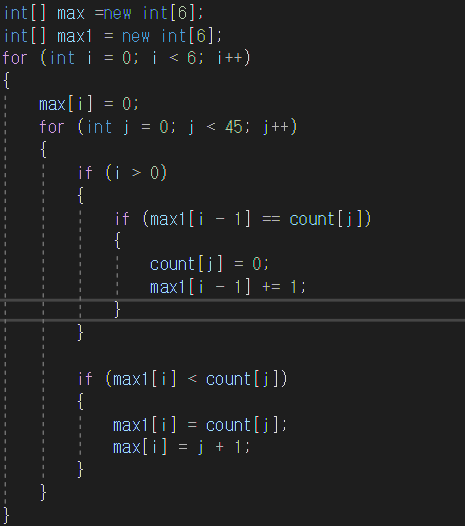 int[] max =new int[6];
int[] max1 = new int[6];
for (int i = 0; i < 6; i++)
{
max[i] = 0;
for (int j = 0; j < 45; j++)
{
if (i > 0)
{
if (max1[i - 1] == count[j])
{
count[j] = 0;
max1[i - 1] += 1;
}
}
if (max1[i] < count[j])
{
max1[i] = count[j];
max[i] = j + 1;
}
}
}